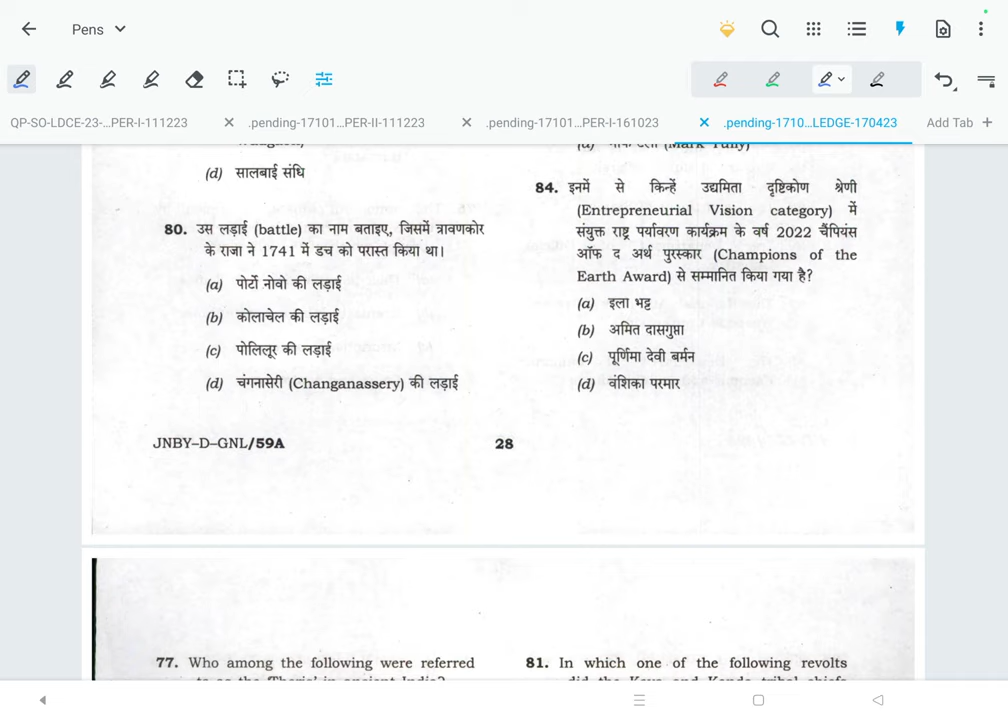 Pens
QP-SO-LDCE-23-...PER-I-111223
.pending-17101...PER-II-111223
.pending-17101...PER-I-161023
.pending-1710...LEDGE-170423
Add Tab
(d) सालबाई संधि
80. उस लड़ाई (battle) का नाम बताइए, जिसमें त्रावणकोर
के राजा ने 1741 में डच को परास्त किया था।
(a) पोर्टो नोवो की लड़ाई
(b) कोलाचेल की लड़ाई
(c) पोलिलूर की लड़ाई
(d) चंगनासेरी (Changanassery) की लड़ाई
(Mark Tully)
84. इनमें से किन्हें उद्यमिता दृष्टिकोण श्रेणी
(Entrepreneurial Vision category) में
संयुक्त राष्ट्र पर्यावरण कार्यक्रम के वर्ष 2022 चैंपियंस
ऑफ द अर्थ पुरस्कार (Champions of the
Earth Award) से सम्मानित किया गया है?
(a) इला भट्ट
(b) अमित दासगुप्ता
(c) पूर्णिमा देवी बर्मन
(d) वंशिका परमार
JNBY-D-GNL/59A
28
77. Who among the following were referred
81. In which one of the following revolts